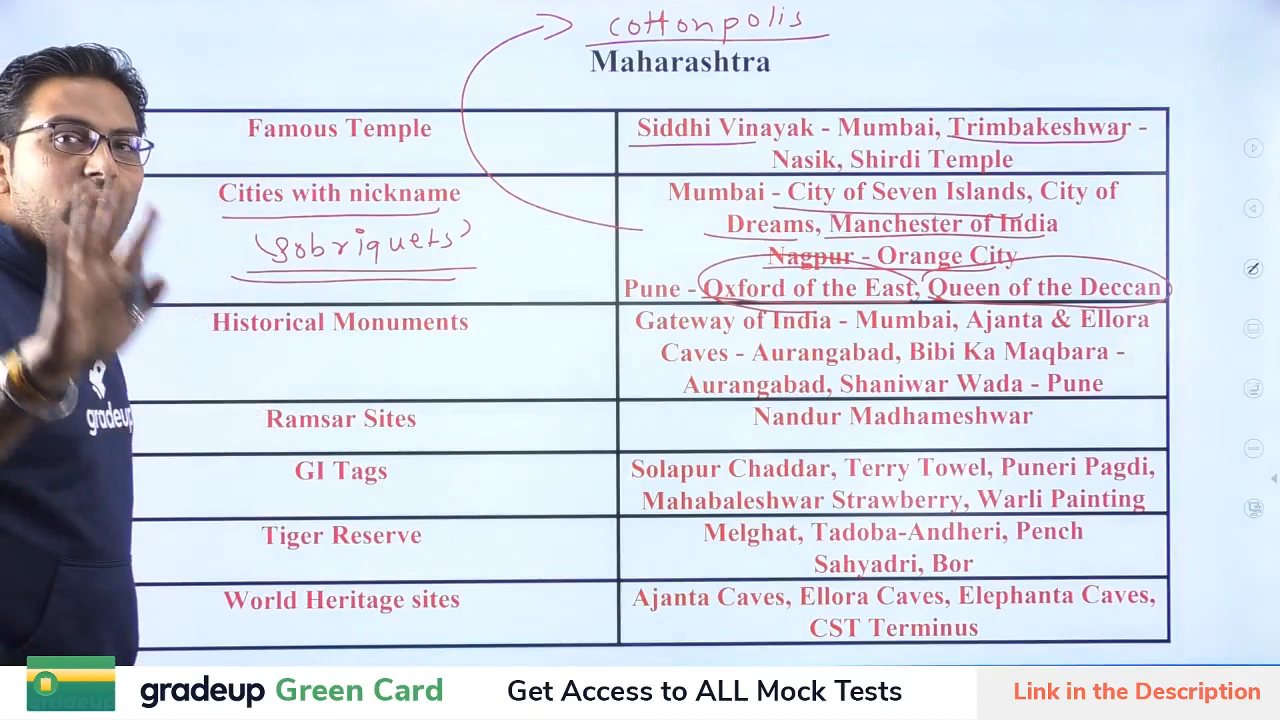 cottonpolis
Maharashtra
Famous Temple
Siddhi Vinayak - Mumbai, Trimbakeshwar -
Nasik, Shirdi Temple
Cities with nickname
Sobriquets
Mumbai - City of Seven Islands, City of
Dreams, Manchester of India
Nagpur - Orange City
Pune - Oxford of the East, Queen of the Deccan
Historical Monuments
Gateway of India - Mumbai, Ajanta & Ellora
Caves - Aurangabad, Bibi Ka Maqbara -
Aurangabad, Shaniwar Wada - Pune
Ramsar Sites
Nandur Madhameshwar
GI Tags
Solapur Chaddar, Terry Towel, Puneri Pagdi,
Mahabaleshwar Strawberry, Warli Painting
Tiger Reserve
Melghat, Tadoba-Andheri, Pench
Sahyadri, Bor
World Heritage sites
Ajanta Caves, Ellora Caves, Elephanta Caves,
CST Terminus
gradeup
gradeup Green Card
Get Access to ALL Mock Tests
Link in the Description